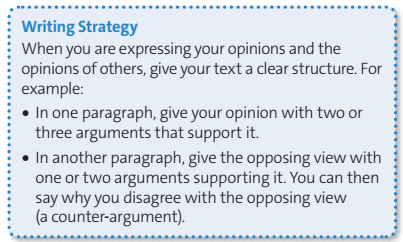 Writing Strategy
When you are expressing your opinions and the
opinions of others, give your text a clear structure. For
example:
• In one paragraph, give your opinion with two or
three arguments that support it.
• In another paragraph, give the opposing view with
one or two arguments supporting it. You can then
say why you disagree with the opposing view
(a counter-argument).